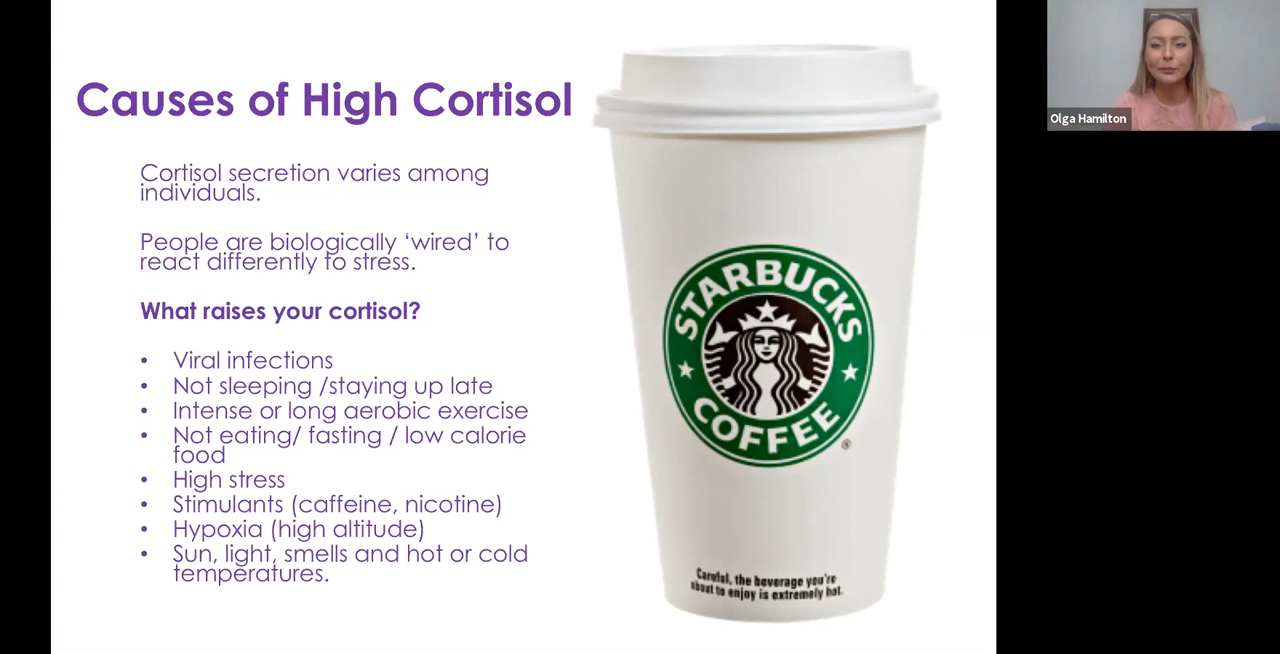 Causes of High Cortisol
Cortisol secretion varies among
individuals.
People are biologically ‘wired’ to
react differently to stress.
What raises your cortisol?
• Viral infections
• Not sleeping /staying up late
• Intense or long aerobic exercise
• Not eating/ fasting / low calorie
food
• High stress
• Stimulants (caffeine, nicotine)
• Hypoxia (high altitude)
• Sun, light, smells and hot or cold
temperatures.
STARBUCKS
COFFEE
®
Careful, the beverage you're
about to enjoy is extremely hot.
Olga Hamilton